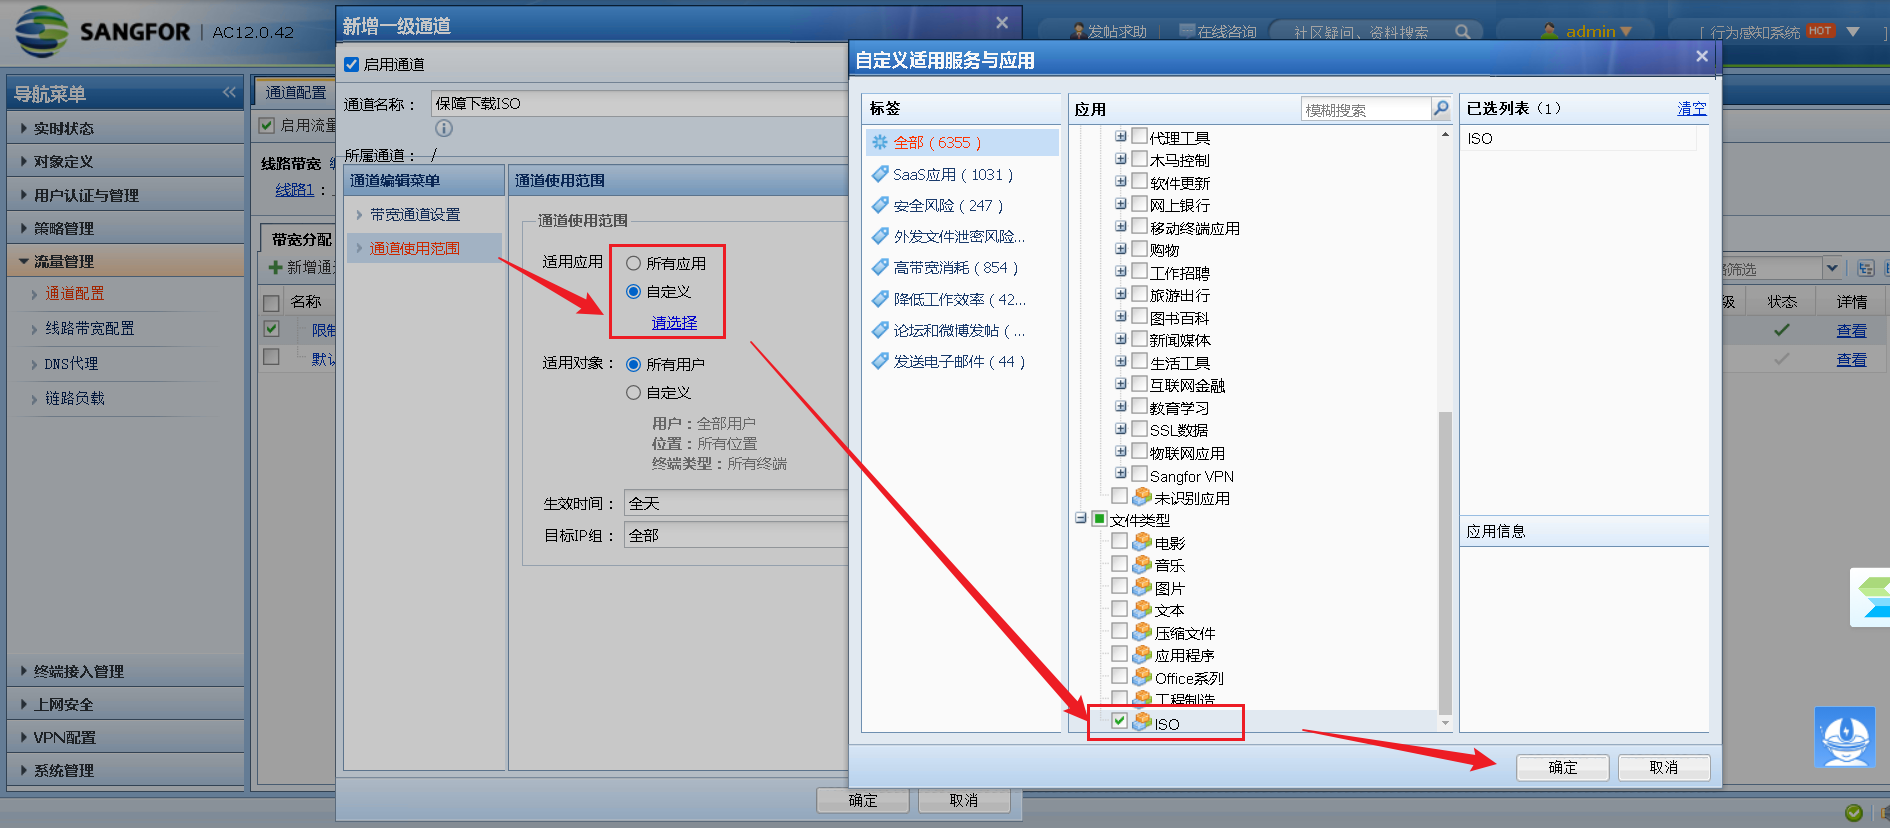 SANGFOR | AC12.0.42
发帖求助
在线咨询
社区疑问、资料搜索
admin
[ 行为感知系统 HOT
]
导航菜单
实时状态
对象定义
用户认证与管理
策略管理
流量管理
通道配置
线路带宽配置
DNS代理
链路负载
终端接入管理
上网安全
VPN配置
系统管理
通道配置
启用流量
线路带宽
线路1 :
带宽分配
新增通
名称
限制
默认
新增一级通道
启用通道
通道名称：
保障下载ISO
所属通道： /
通道编辑菜单
带宽通道设置
通道使用范围
通道使用范围
通道使用范围
适用应用
所有应用
自定义
请选择
适用对象：
所有用户
自定义
用户：全部用户
位置：所有位置
终端类型：所有终端
生效时间：
全天
目标IP组：
全部
确定
取消
自定义适用服务与应用
标签
全部（6355）
SaaS应用（1031）
安全风险（247）
外发文件泄密风险...
高带宽消耗（854）
降低工作效率（42...
论坛和微博发帖（...
发送电子邮件（44）
应用
模糊搜索
代理工具
木马控制
软件更新
网上银行
移动终端应用
购物
工作招聘
旅游出行
图书百科
新闻媒体
生活工具
互联网金融
教育学习
SSL数据
物联网应用
Sangfor VPN
未识别应用
文件类型
电影
音乐
图片
文本
压缩文件
应用程序
Office系列
工程制造
ISO
已选列表（1）
清空
ISO
应用信息
确定
取消
筛选
级
状态
详情
查看
查看